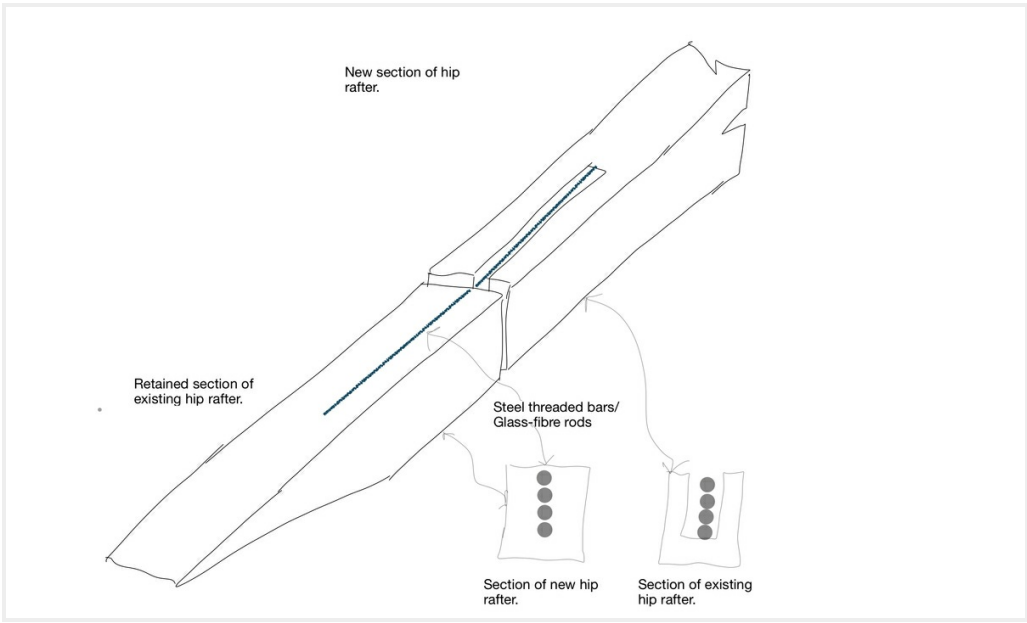 New section of hip
rafter.
Retained section of
existing hip rafter.
Steel threaded bars/
Glass-fibre rods
Section of new hip
rafter.
Section of existing
hip rafter.